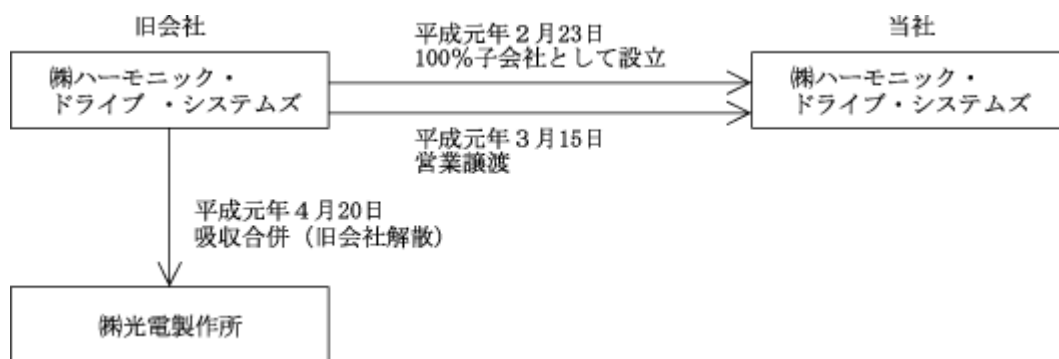 旧会社
当社
平成元年2月23日
100%子会社として設立
㈱ハーモニック・
ドライブ ・システムズ
㈱ハーモニック・
ドライブ・システムズ
平成元年3月15日
営業譲渡
平成元年4月20日
吸収合併（旧会社解散）
㈱光電製作所